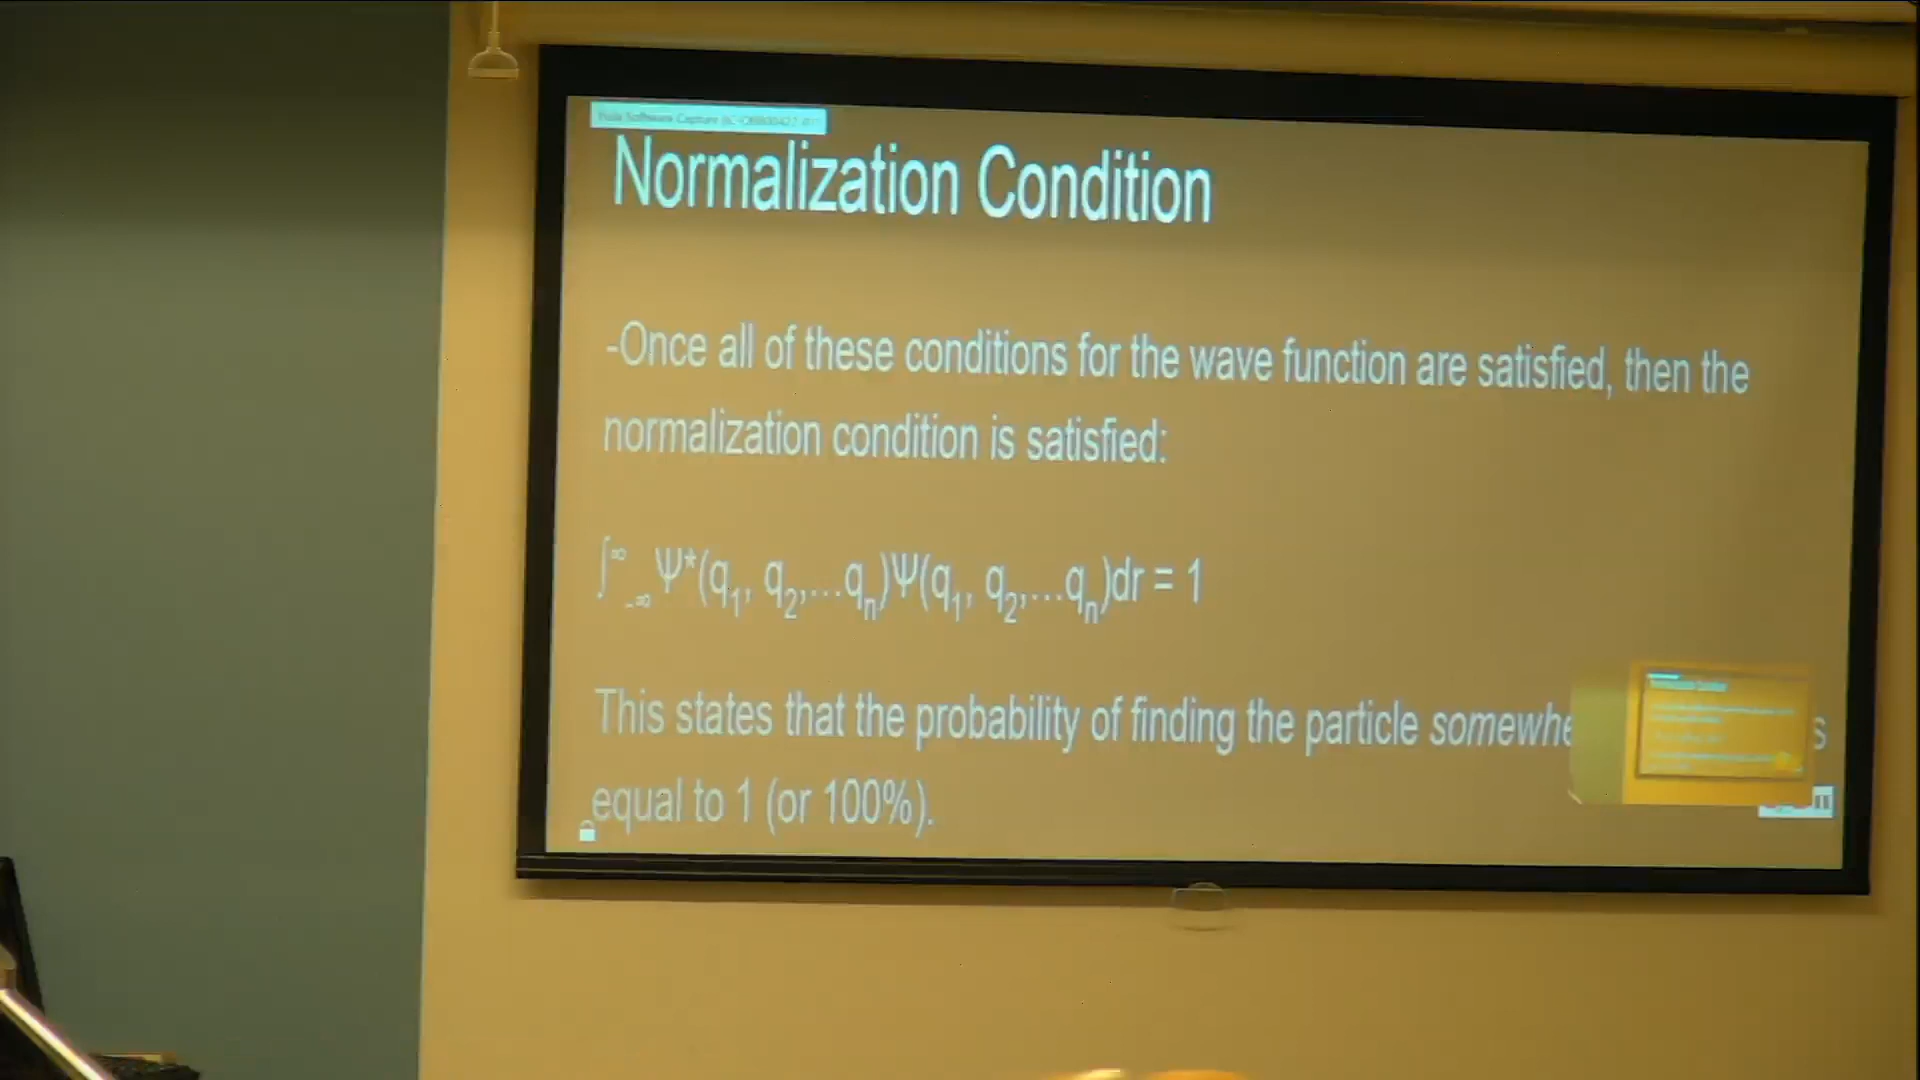 Normalization Condition
-Once all of these conditions for the wave function are satisfied, then the
normalization condition is satisfied:
∫^∞_-∞ Ψ*(q₁, q₂,...qₙ)Ψ(q₁, q₂,...qₙ)dr = 1
This states that the probability of finding the particle somewhe
equal to 1 (or 100%).